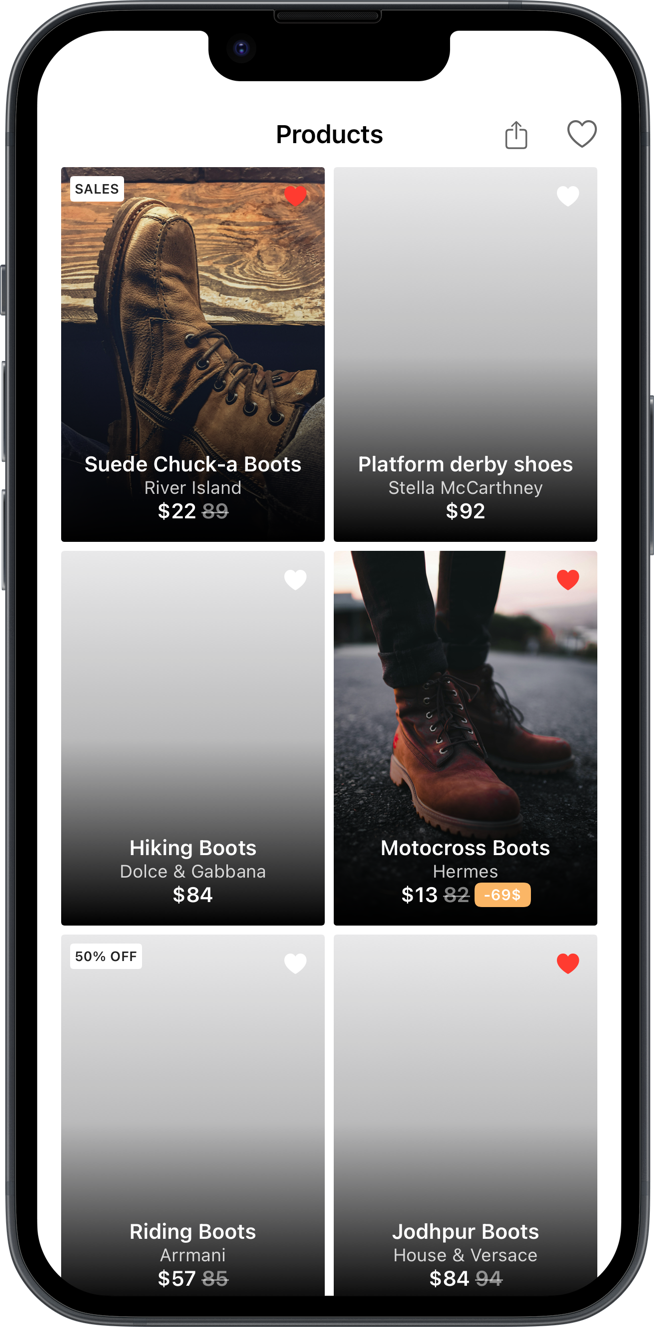 Products
SALES
Suede Chuck-a Boots
River Island
$22 89
Platform derby shoes
Stella McCarthney
$92
Hiking Boots
Dolce & Gabbana
$84
Motocross Boots
Hermes
$13 82 -69$
50% OFF
Riding Boots
Arrmani
$57 85
Jodhpur Boots
House & Versace
$84 94